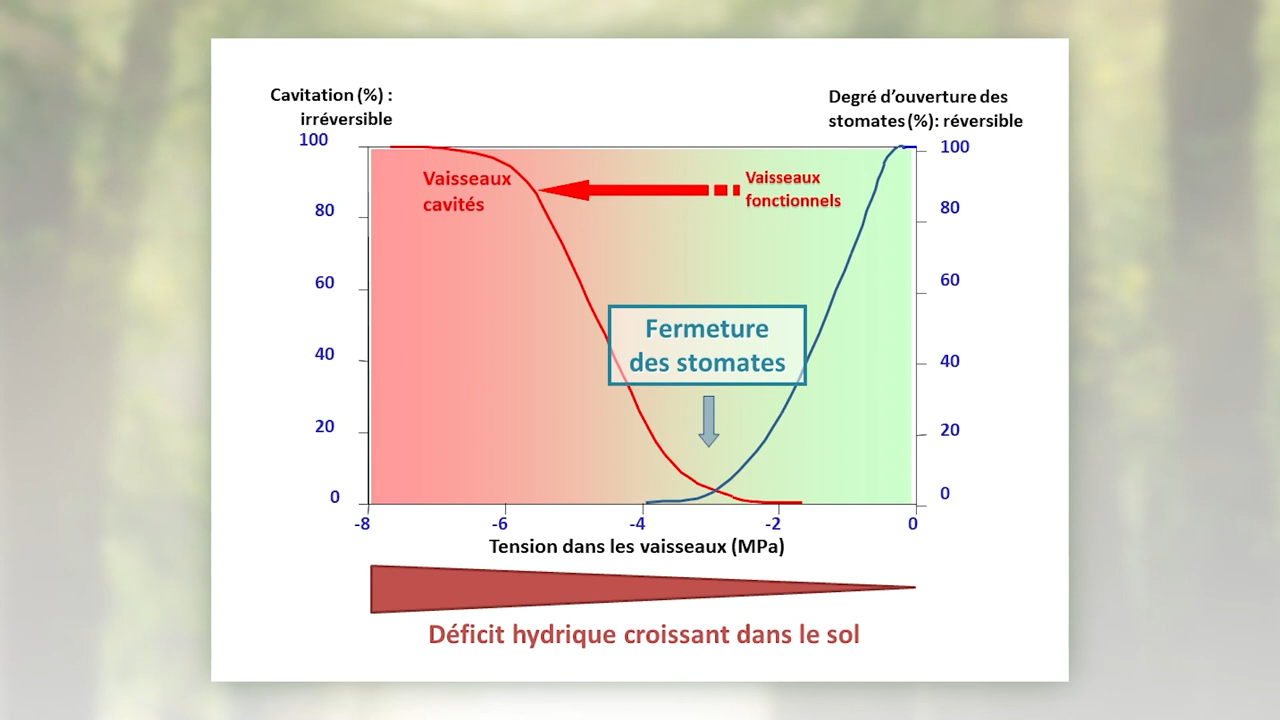 Cavitation (%) :
irréversible
Degré d'ouverture des
stomates (%): réversible
100
100
Vaisseaux
cavités
Vaisseaux
fonctionnels
80
80
60
60
Fermeture
des stomates
40
40
20
20
0
0
-8
-6
-4
-2
0
Tension dans les vaisseaux (MPa)
Déficit hydrique croissant dans le sol